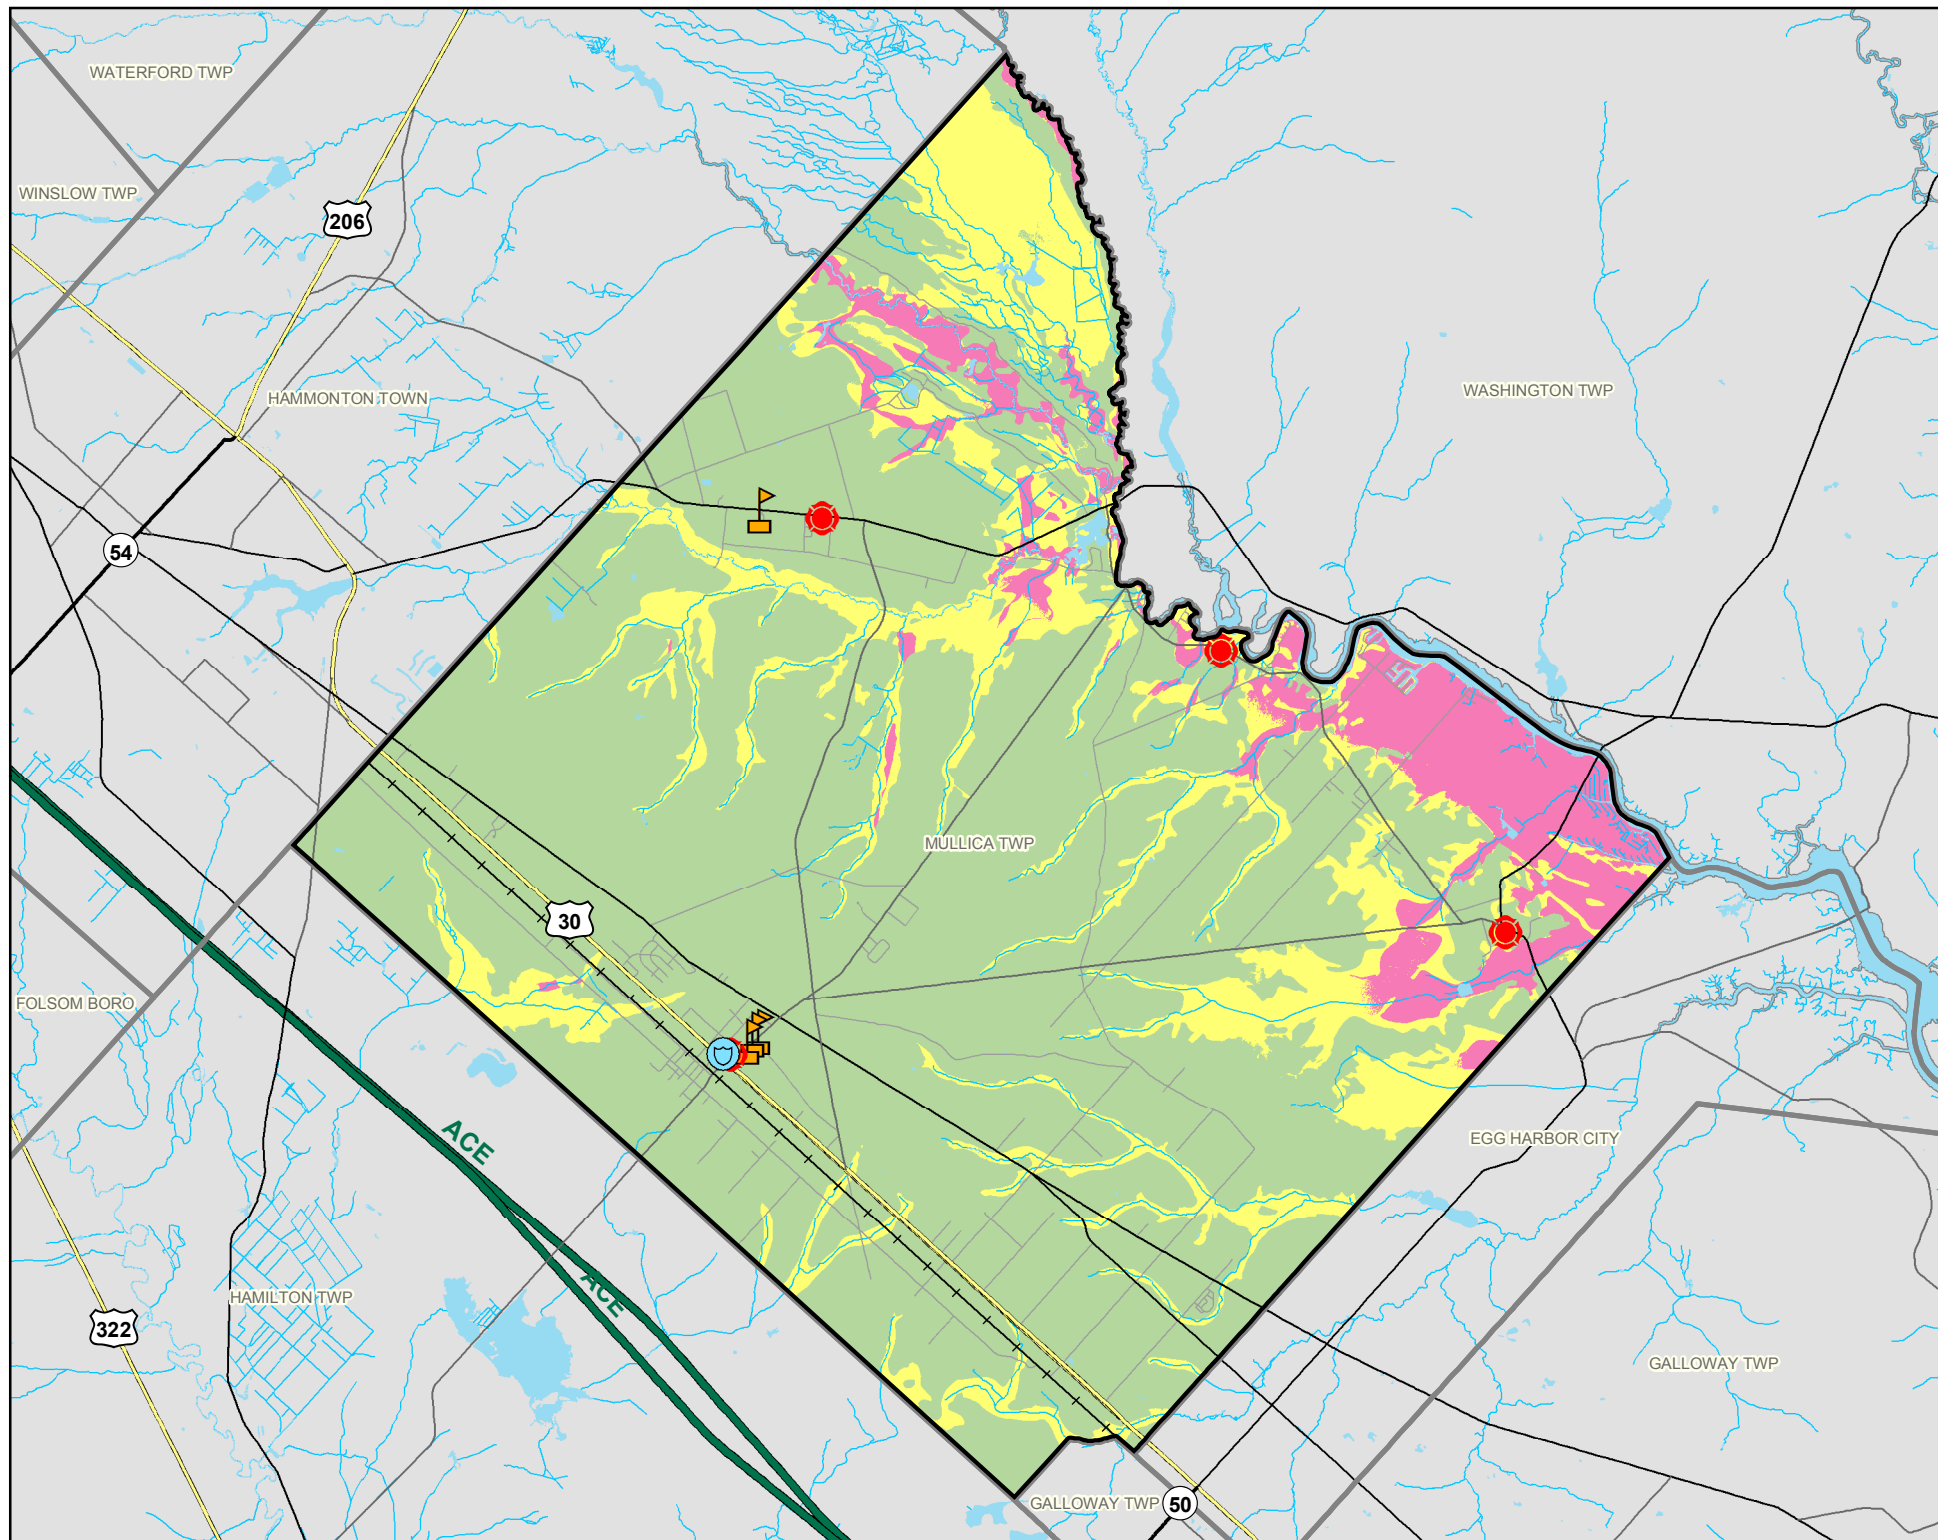 WATERFORD TWP
WINSLOW TWP
206
HAMMONTON TOWN
WASHINGTON TWP
54
MULLICA TWP
30
FOLSOM BORO
ACE
EGG HARBOR CITY
ACE
HAMILTON TWP
322
GALLOWAY TWP
GALLOWAY TWP
50